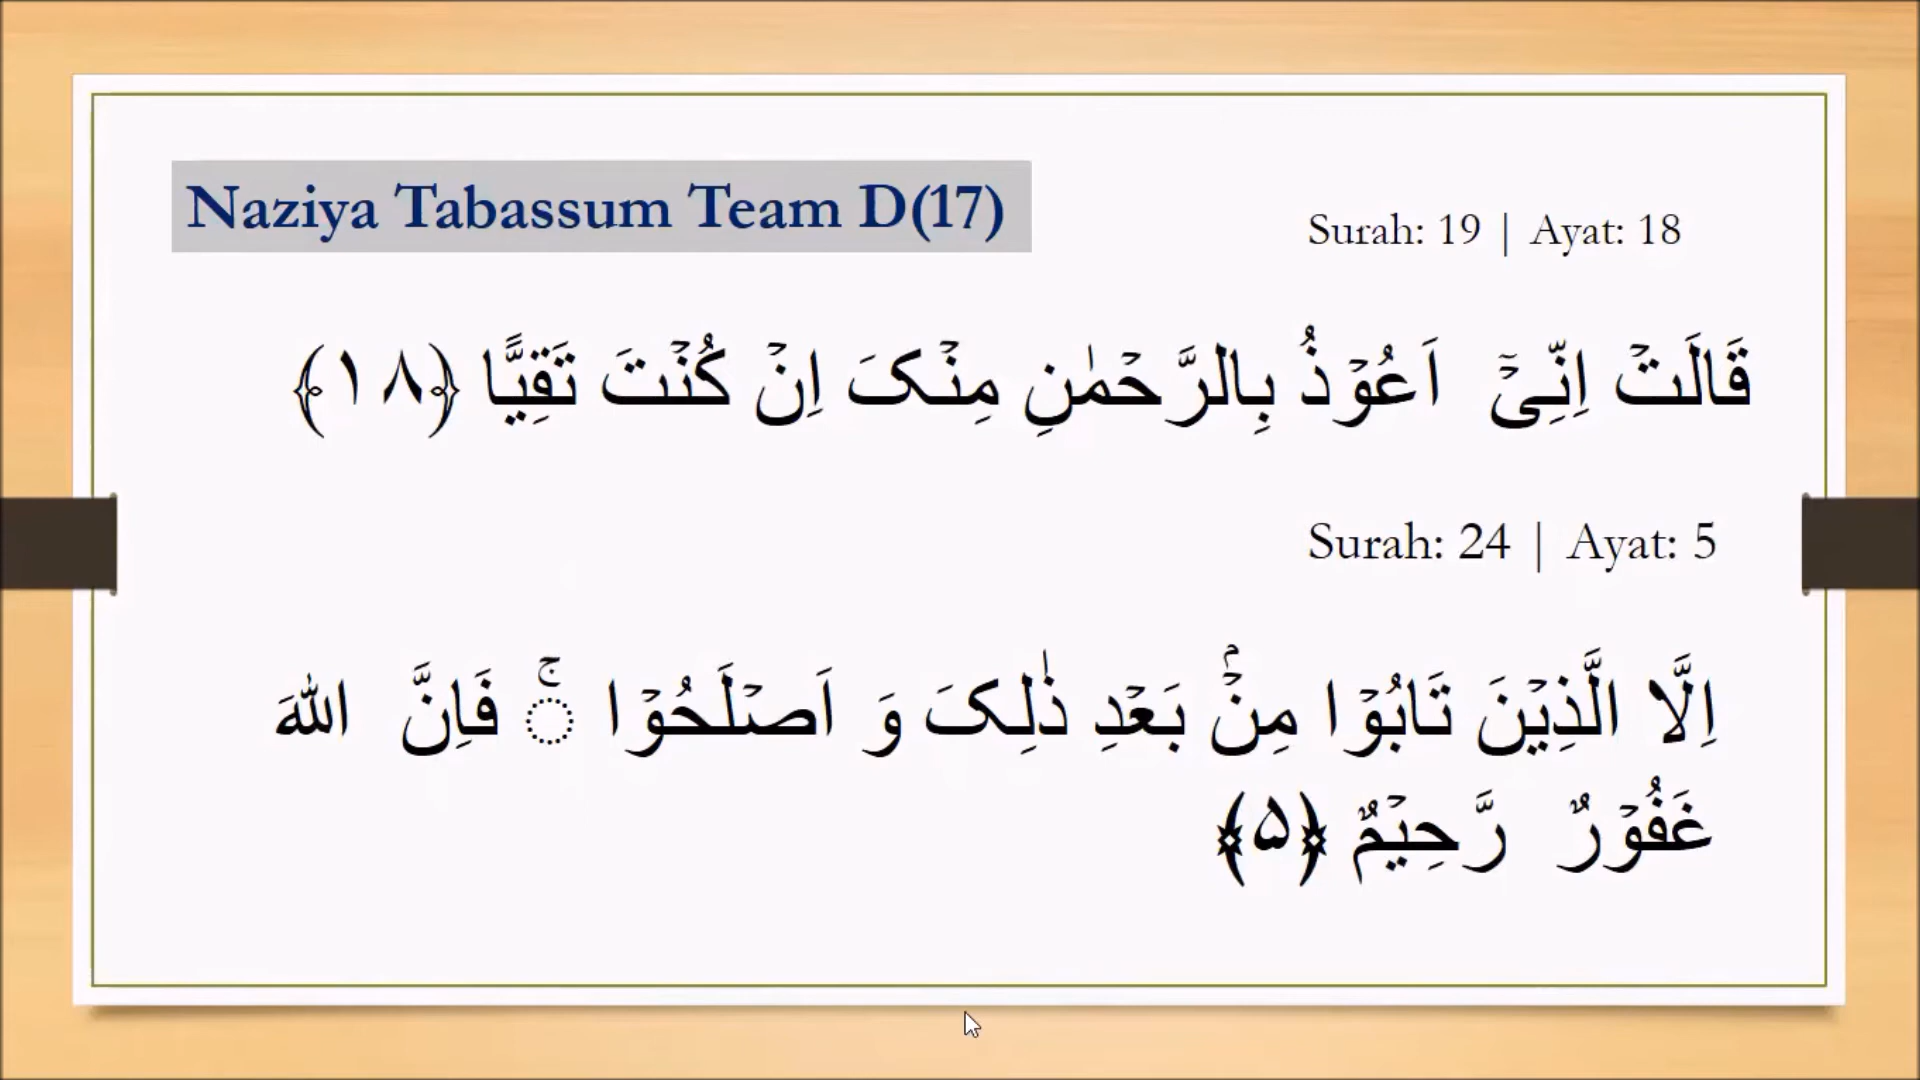 Naziya Tabassum Team D(17)
Surah: 19 | Ayat: 18
قَالَتۡ اِنِّیۡۤ اَعُوۡذُ بِالرَّحۡمٰنِ مِنۡکَ اِنۡ کُنۡتَ تَقِیًّا ﴿۱۸﴾
Surah: 24 | Ayat: 5
اِلَّا الَّذِیۡنَ تَابُوۡا مِنۡۢ بَعۡدِ ذٰلِکَ وَ اَصۡلَحُوۡا ۚ فَاِنَّ اللّٰہَ
غَفُوۡرٌ رَّحِیۡمٌ ﴿۵﴾